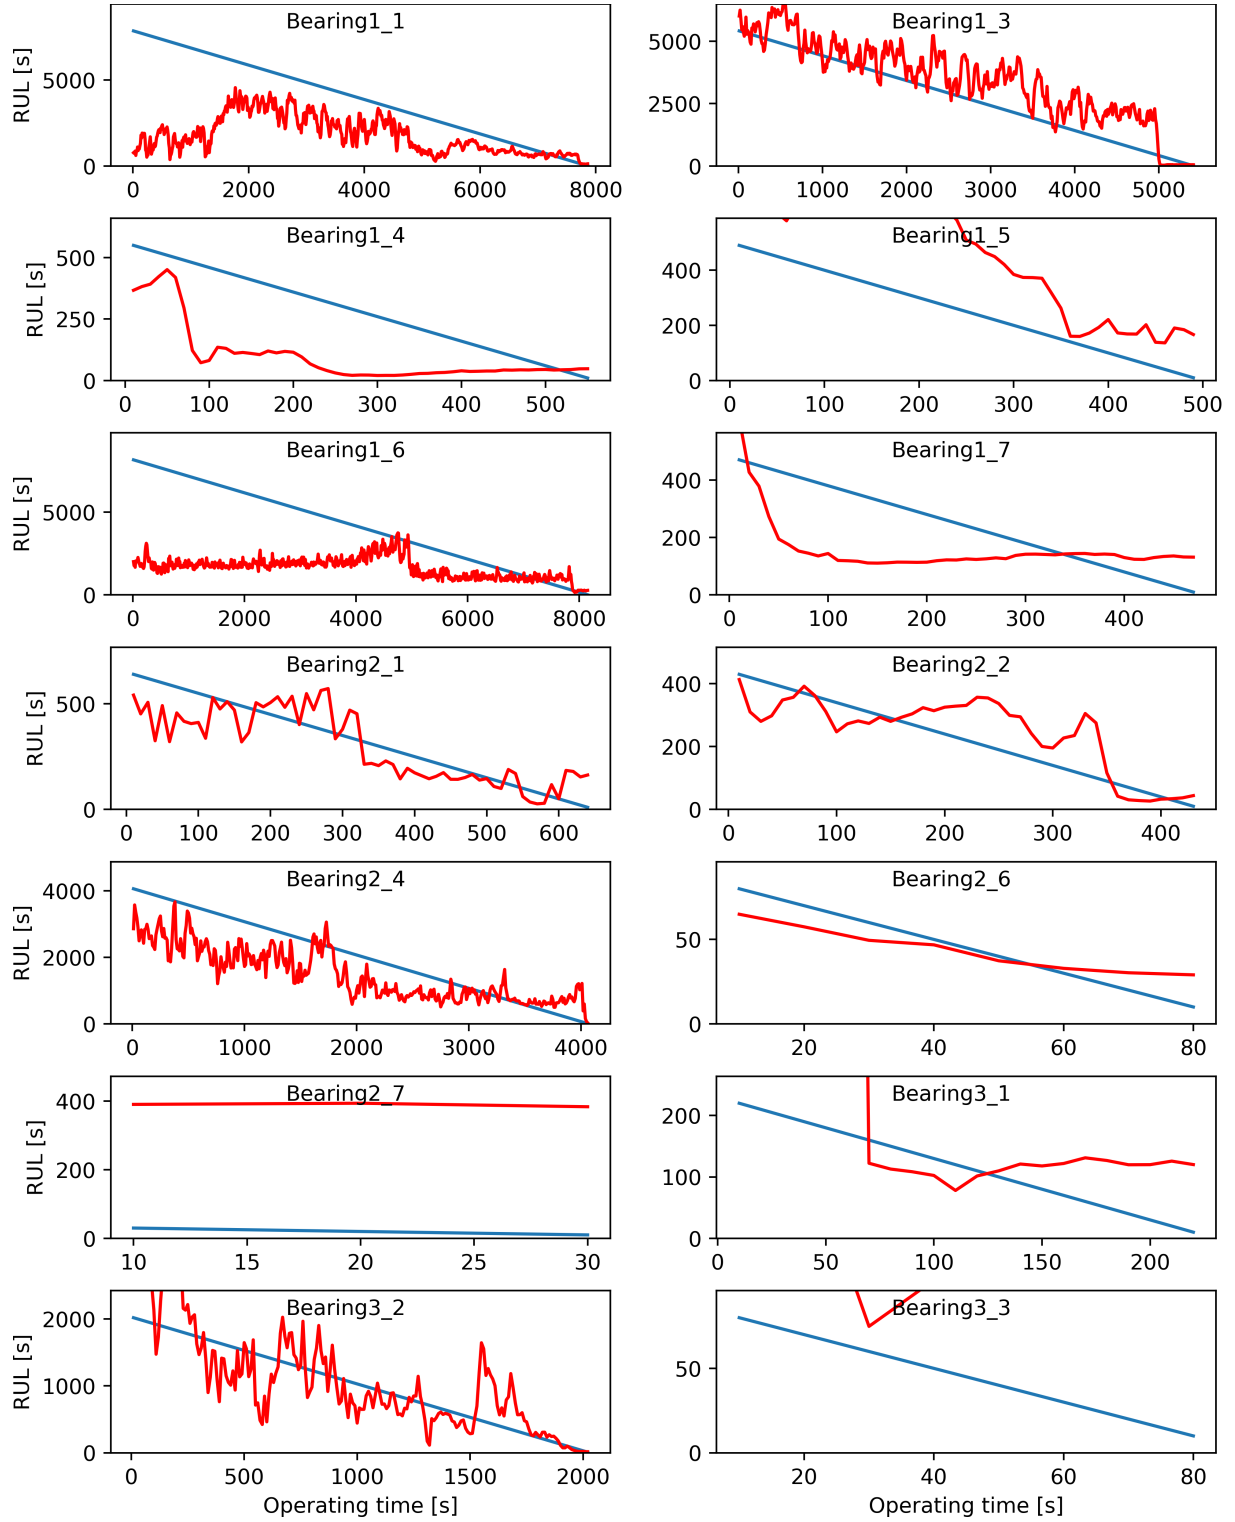 Bearing1_1
RUL [s]
5000
0
0 2000 4000 6000 8000
Bearing1_3
5000
2500
0
0 1000 2000 3000 4000 5000
Bearing1_4
RUL [s]
500
250
0
0 100 200 300 400 500
Bearing1_5
400
200
0
0 100 200 300 400 500
Bearing1_6
RUL [s]
5000
0
0 2000 4000 6000 8000
Bearing1_7
400
200
0
0 100 200 300 400
Bearing2_1
RUL [s]
500
0
0 100 200 300 400 500 600
Bearing2_2
400
200
0
0 100 200 300 400
Bearing2_4
RUL [s]
4000
2000
0
0 1000 2000 3000 4000
Bearing2_6
50
0
20 40 60 80
Bearing2_7
RUL [s]
400
200
0
10 15 20 25 30
Bearing3_1
200
100
0
0 50 100 150 200
Bearing3_2
RUL [s]
2000
1000
0
0 500 1000 1500 2000
Operating time [s]
Bearing3_3
50
0
20 40 60 80
Operating time [s]